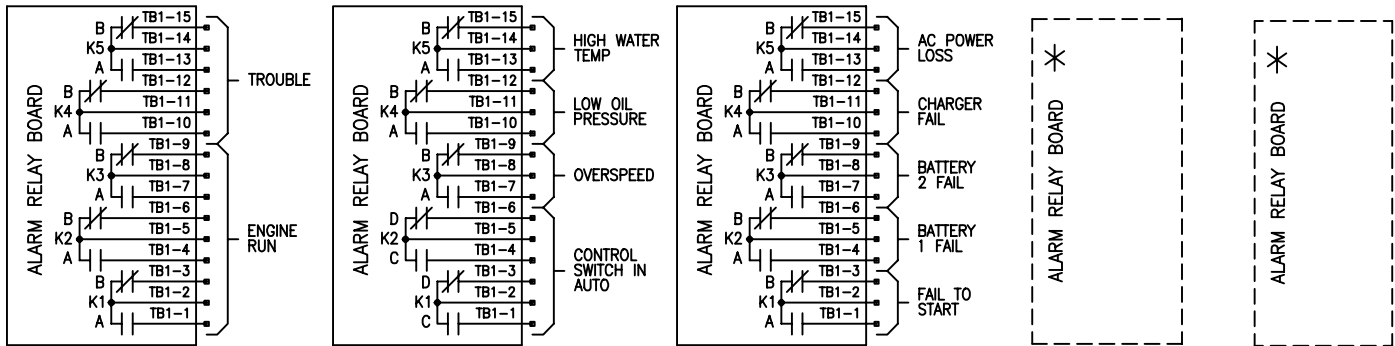 ALARM RELAY BOARD
B TB1-15
K5 TB1-14
A TB1-13
B TB1-12
K4 TB1-11
A TB1-10
B TB1-9
K3 TB1-8
A TB1-7
B TB1-6
K2 TB1-5
A TB1-4
B TB1-3
K1 TB1-2
A TB1-1
TROUBLE
ENGINE
RUN
ALARM RELAY BOARD
B TB1-15
K5 TB1-14
A TB1-13
B TB1-12
K4 TB1-11
A TB1-10
B TB1-9
K3 TB1-8
A TB1-7
D TB1-6
K2 TB1-5
C TB1-4
D TB1-3
K1 TB1-2
C TB1-1
HIGH WATER
TEMP
LOW OIL
PRESSURE
OVERSPEED
CONTROL
SWITCH IN
AUTO
ALARM RELAY BOARD
B TB1-15
K5 TB1-14
A TB1-13
B TB1-12
K4 TB1-11
A TB1-10
B TB1-9
K3 TB1-8
A TB1-7
B TB1-6
K2 TB1-5
A TB1-4
B TB1-3
K1 TB1-2
A TB1-1
AC POWER
LOSS
CHARGER
FAIL
BATTERY
2 FAIL
BATTERY
1 FAIL
FAIL TO
START
ALARM RELAY BOARD *
ALARM RELAY BOARD *